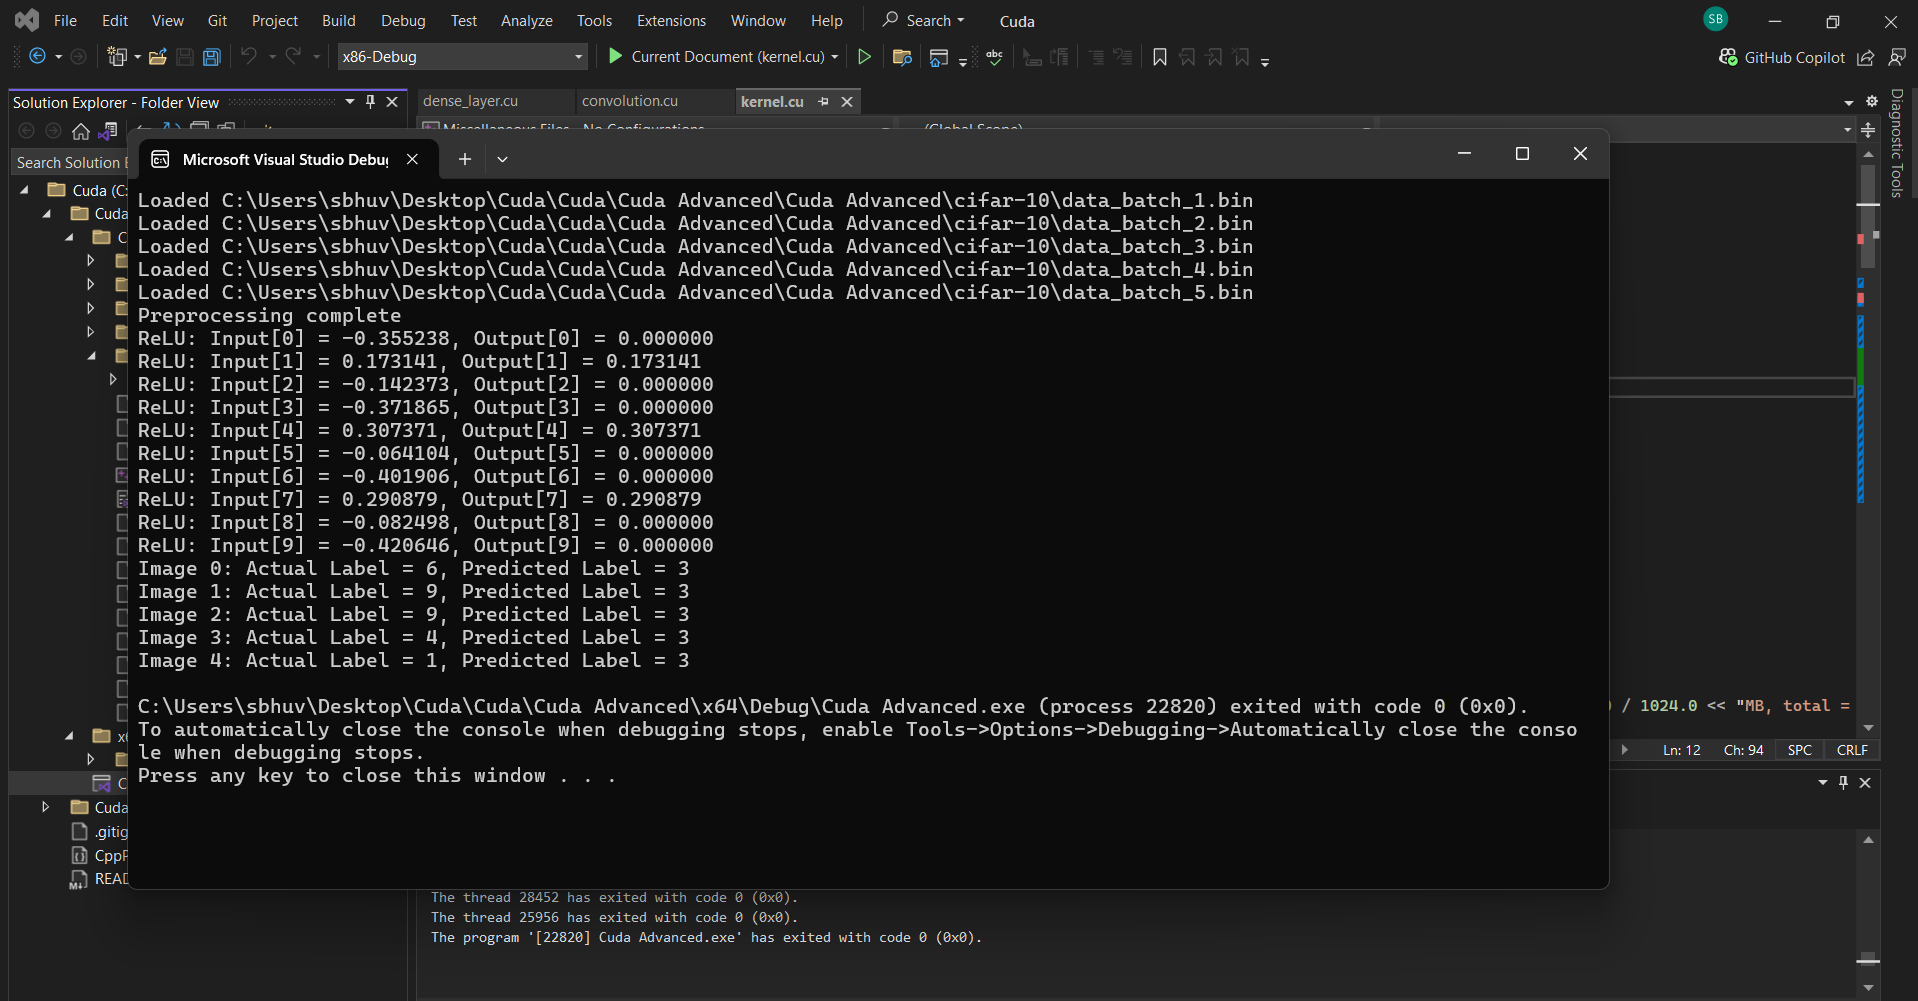 File Edit View Git Project Build Debug Test Analyze Tools Extensions Window Help Search Cuda SB
x86-Debug Current Document (kernel.cu) abc GitHub Copilot
Solution Explorer - Folder View dense_layer.cu convolution.cu kernel.cu
Diagnostic Tools
Miscellaneous Files - No Configurations (Global Scope)
Search Solution E
Cuda (C:
Cuda
C
x
C
Cuda
.gitig
CppP
READ
Microsoft Visual Studio Debug
Loaded C:\Users\sbhuv\Desktop\Cuda\Cuda\Cuda Advanced\Cuda Advanced\cifar-10\data_batch_1.bin
Loaded C:\Users\sbhuv\Desktop\Cuda\Cuda\Cuda Advanced\Cuda Advanced\cifar-10\data_batch_2.bin
Loaded C:\Users\sbhuv\Desktop\Cuda\Cuda\Cuda Advanced\Cuda Advanced\cifar-10\data_batch_3.bin
Loaded C:\Users\sbhuv\Desktop\Cuda\Cuda\Cuda Advanced\Cuda Advanced\cifar-10\data_batch_4.bin
Loaded C:\Users\sbhuv\Desktop\Cuda\Cuda\Cuda Advanced\Cuda Advanced\cifar-10\data_batch_5.bin
Preprocessing complete
ReLU: Input[0] = -0.355238, Output[0] = 0.000000
ReLU: Input[1] = 0.173141, Output[1] = 0.173141
ReLU: Input[2] = -0.142373, Output[2] = 0.000000
ReLU: Input[3] = -0.371865, Output[3] = 0.000000
ReLU: Input[4] = 0.307371, Output[4] = 0.307371
ReLU: Input[5] = -0.064104, Output[5] = 0.000000
ReLU: Input[6] = -0.401906, Output[6] = 0.000000
ReLU: Input[7] = 0.290879, Output[7] = 0.290879
ReLU: Input[8] = -0.082498, Output[8] = 0.000000
ReLU: Input[9] = -0.420646, Output[9] = 0.000000
Image 0: Actual Label = 6, Predicted Label = 3
Image 1: Actual Label = 9, Predicted Label = 3
Image 2: Actual Label = 9, Predicted Label = 3
Image 3: Actual Label = 4, Predicted Label = 3
Image 4: Actual Label = 1, Predicted Label = 3
C:\Users\sbhuv\Desktop\Cuda\Cuda\Cuda Advanced\x64\Debug\Cuda Advanced.exe (process 22820) exited with code 0 (0x0).
To automatically close the console when debugging stops, enable Tools->Options->Debugging->Automatically close the conso
le when debugging stops.
Press any key to close this window . . .
/ 1024.0 << "MB, total =
Ln: 12 Ch: 94 SPC CRLF
The thread 28452 has exited with code 0 (0x0).
The thread 25956 has exited with code 0 (0x0).
The program '[22820] Cuda Advanced.exe' has exited with code 0 (0x0).